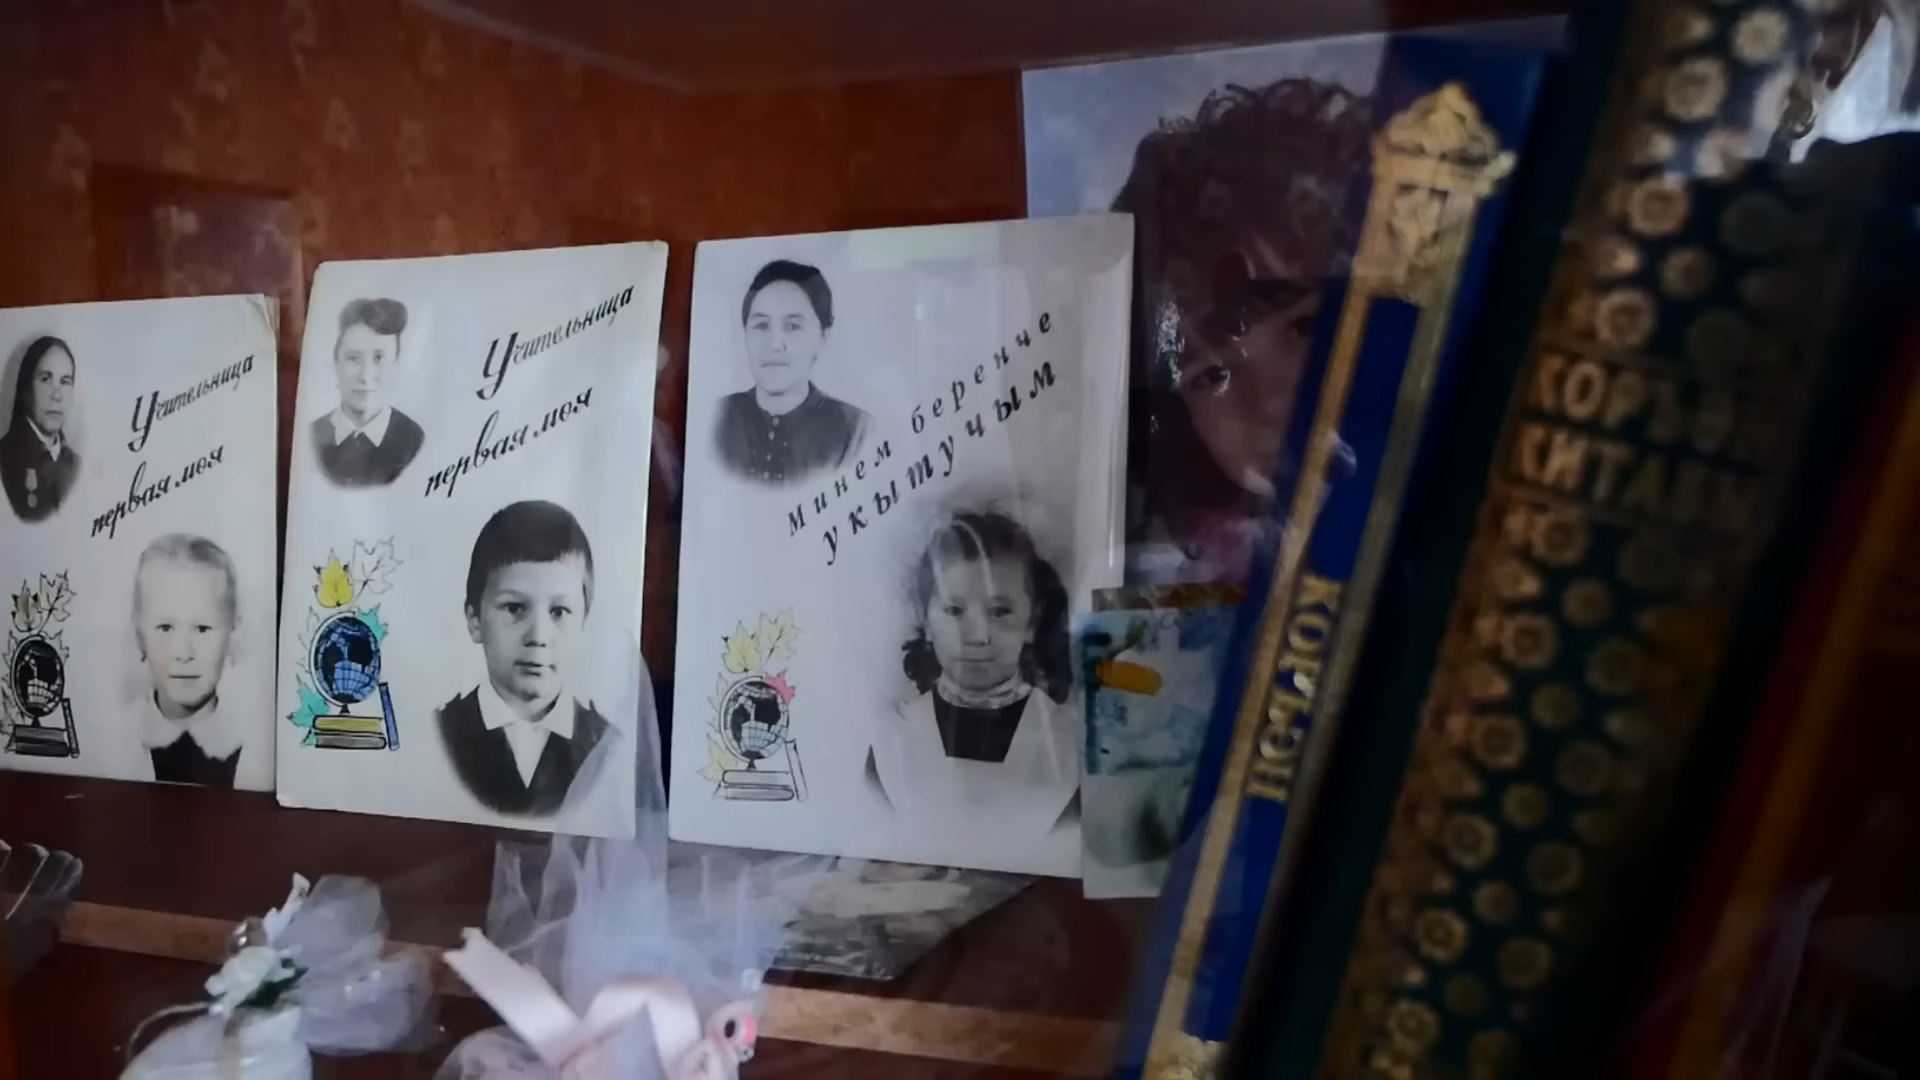 Учительница
первая моя
Учительница
первая моя
минем беренче
укытучым
КОРЪӘН
КОРЪӘН
КИТАБЫ